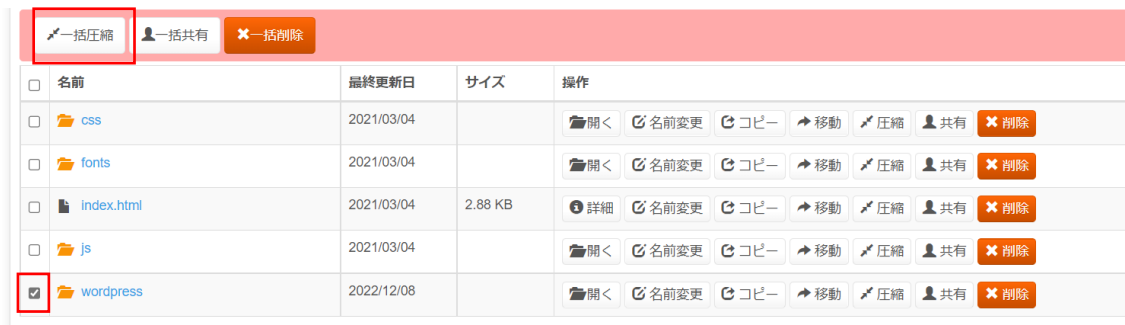 一括圧縮 一括共有 一括削除
名前 最終更新日 サイズ 操作
css 2021/03/04 開く 名前変更 コピー 移動 圧縮 共有 削除
fonts 2021/03/04 開く 名前変更 コピー 移動 圧縮 共有 削除
index.html 2021/03/04 2.88 KB 詳細 名前変更 コピー 移動 圧縮 共有 削除
js 2021/03/04 開く 名前変更 コピー 移動 圧縮 共有 削除
wordpress 2022/12/08 開く 名前変更 コピー 移動 圧縮 共有 削除